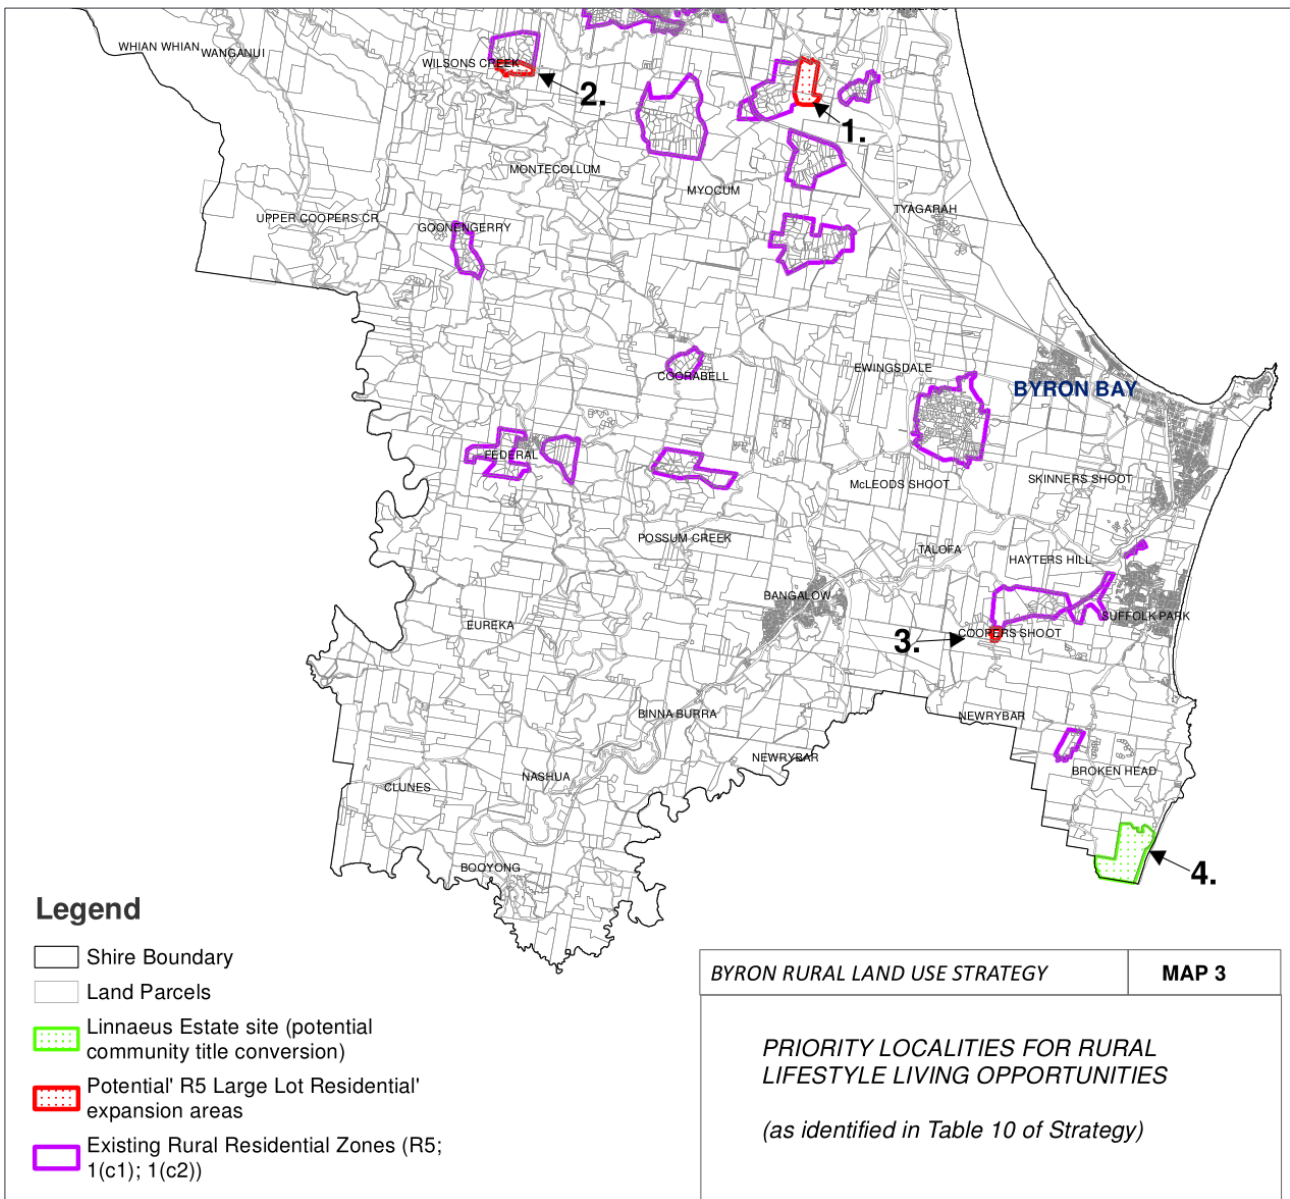 WHIAN WHIAN
WANGANUI
WILSONS CREEK
2.
1.
MONTECOLLUM
MYOCUM
TYAGARAH
UPPER COOPERS CR
GOONENGERRY
COORABELL
EWINGSDALE
BYRON BAY
FEDERAL
McLEODS SHOOT
SKINNERS SHOOT
POSSUM CREEK
TALOFA
HAYTERS HILL
BANGALOW
SUFFOLK PARK
EUREKA
3.
COOPERS SHOOT
BINNA BURRA
NEWRYBAR
NEWRYBAR
BROKEN HEAD
NASHUA
CLUNES
BOOYONG
4.
Legend
Shire Boundary
Land Parcels
Linnaeus Estate site (potential
community title conversion)
Potential' R5 Large Lot Residential'
expansion areas
Existing Rural Residential Zones (R5;
1(c1); 1(c2))
BYRON RURAL LAND USE STRATEGY
MAP 3
PRIORITY LOCALITIES FOR RURAL
LIFESTYLE LIVING OPPORTUNITIES
(as identified in Table 10 of Strategy)